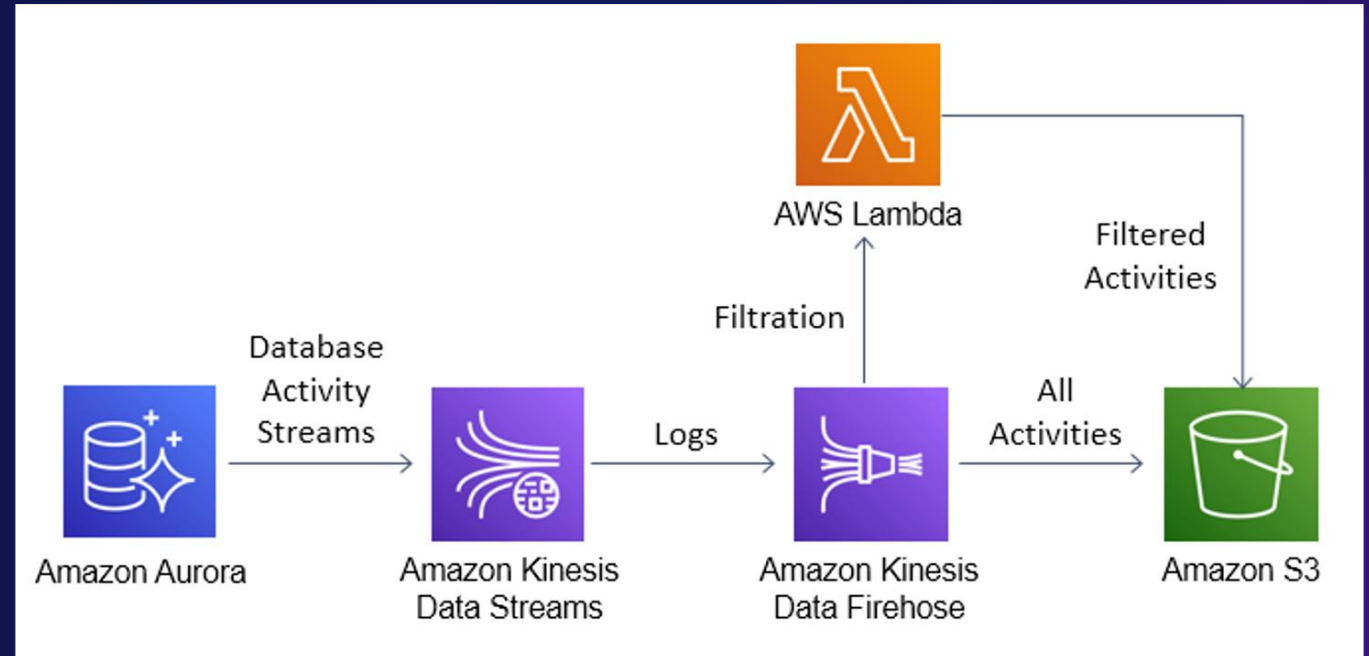 AWS Lambda
Filtered
Activities
Filtration
Database
Activity
Streams
Logs
All
Activities
Amazon Aurora
Amazon Kinesis
Data Streams
Amazon Kinesis
Data Firehose
Amazon S3